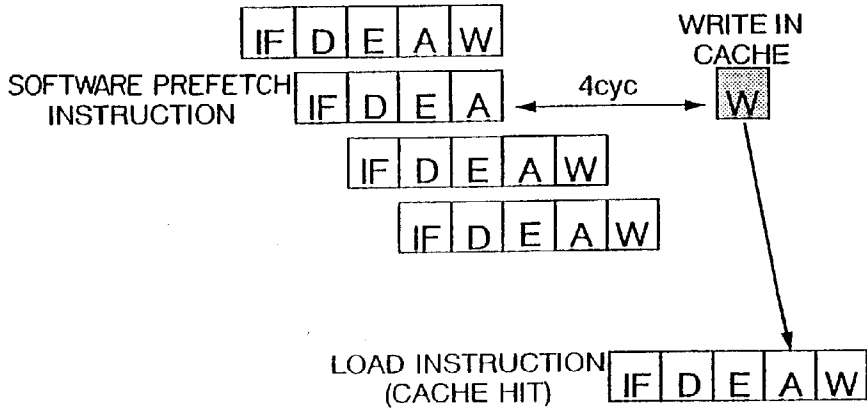 IF D E A W
WRITE IN
CACHE
SOFTWARE PREFETCH
INSTRUCTION
IF D E A
4cyc
W
IF D E A W
IF D E A W
LOAD INSTRUCTION
(CACHE HIT)
IF D E A W